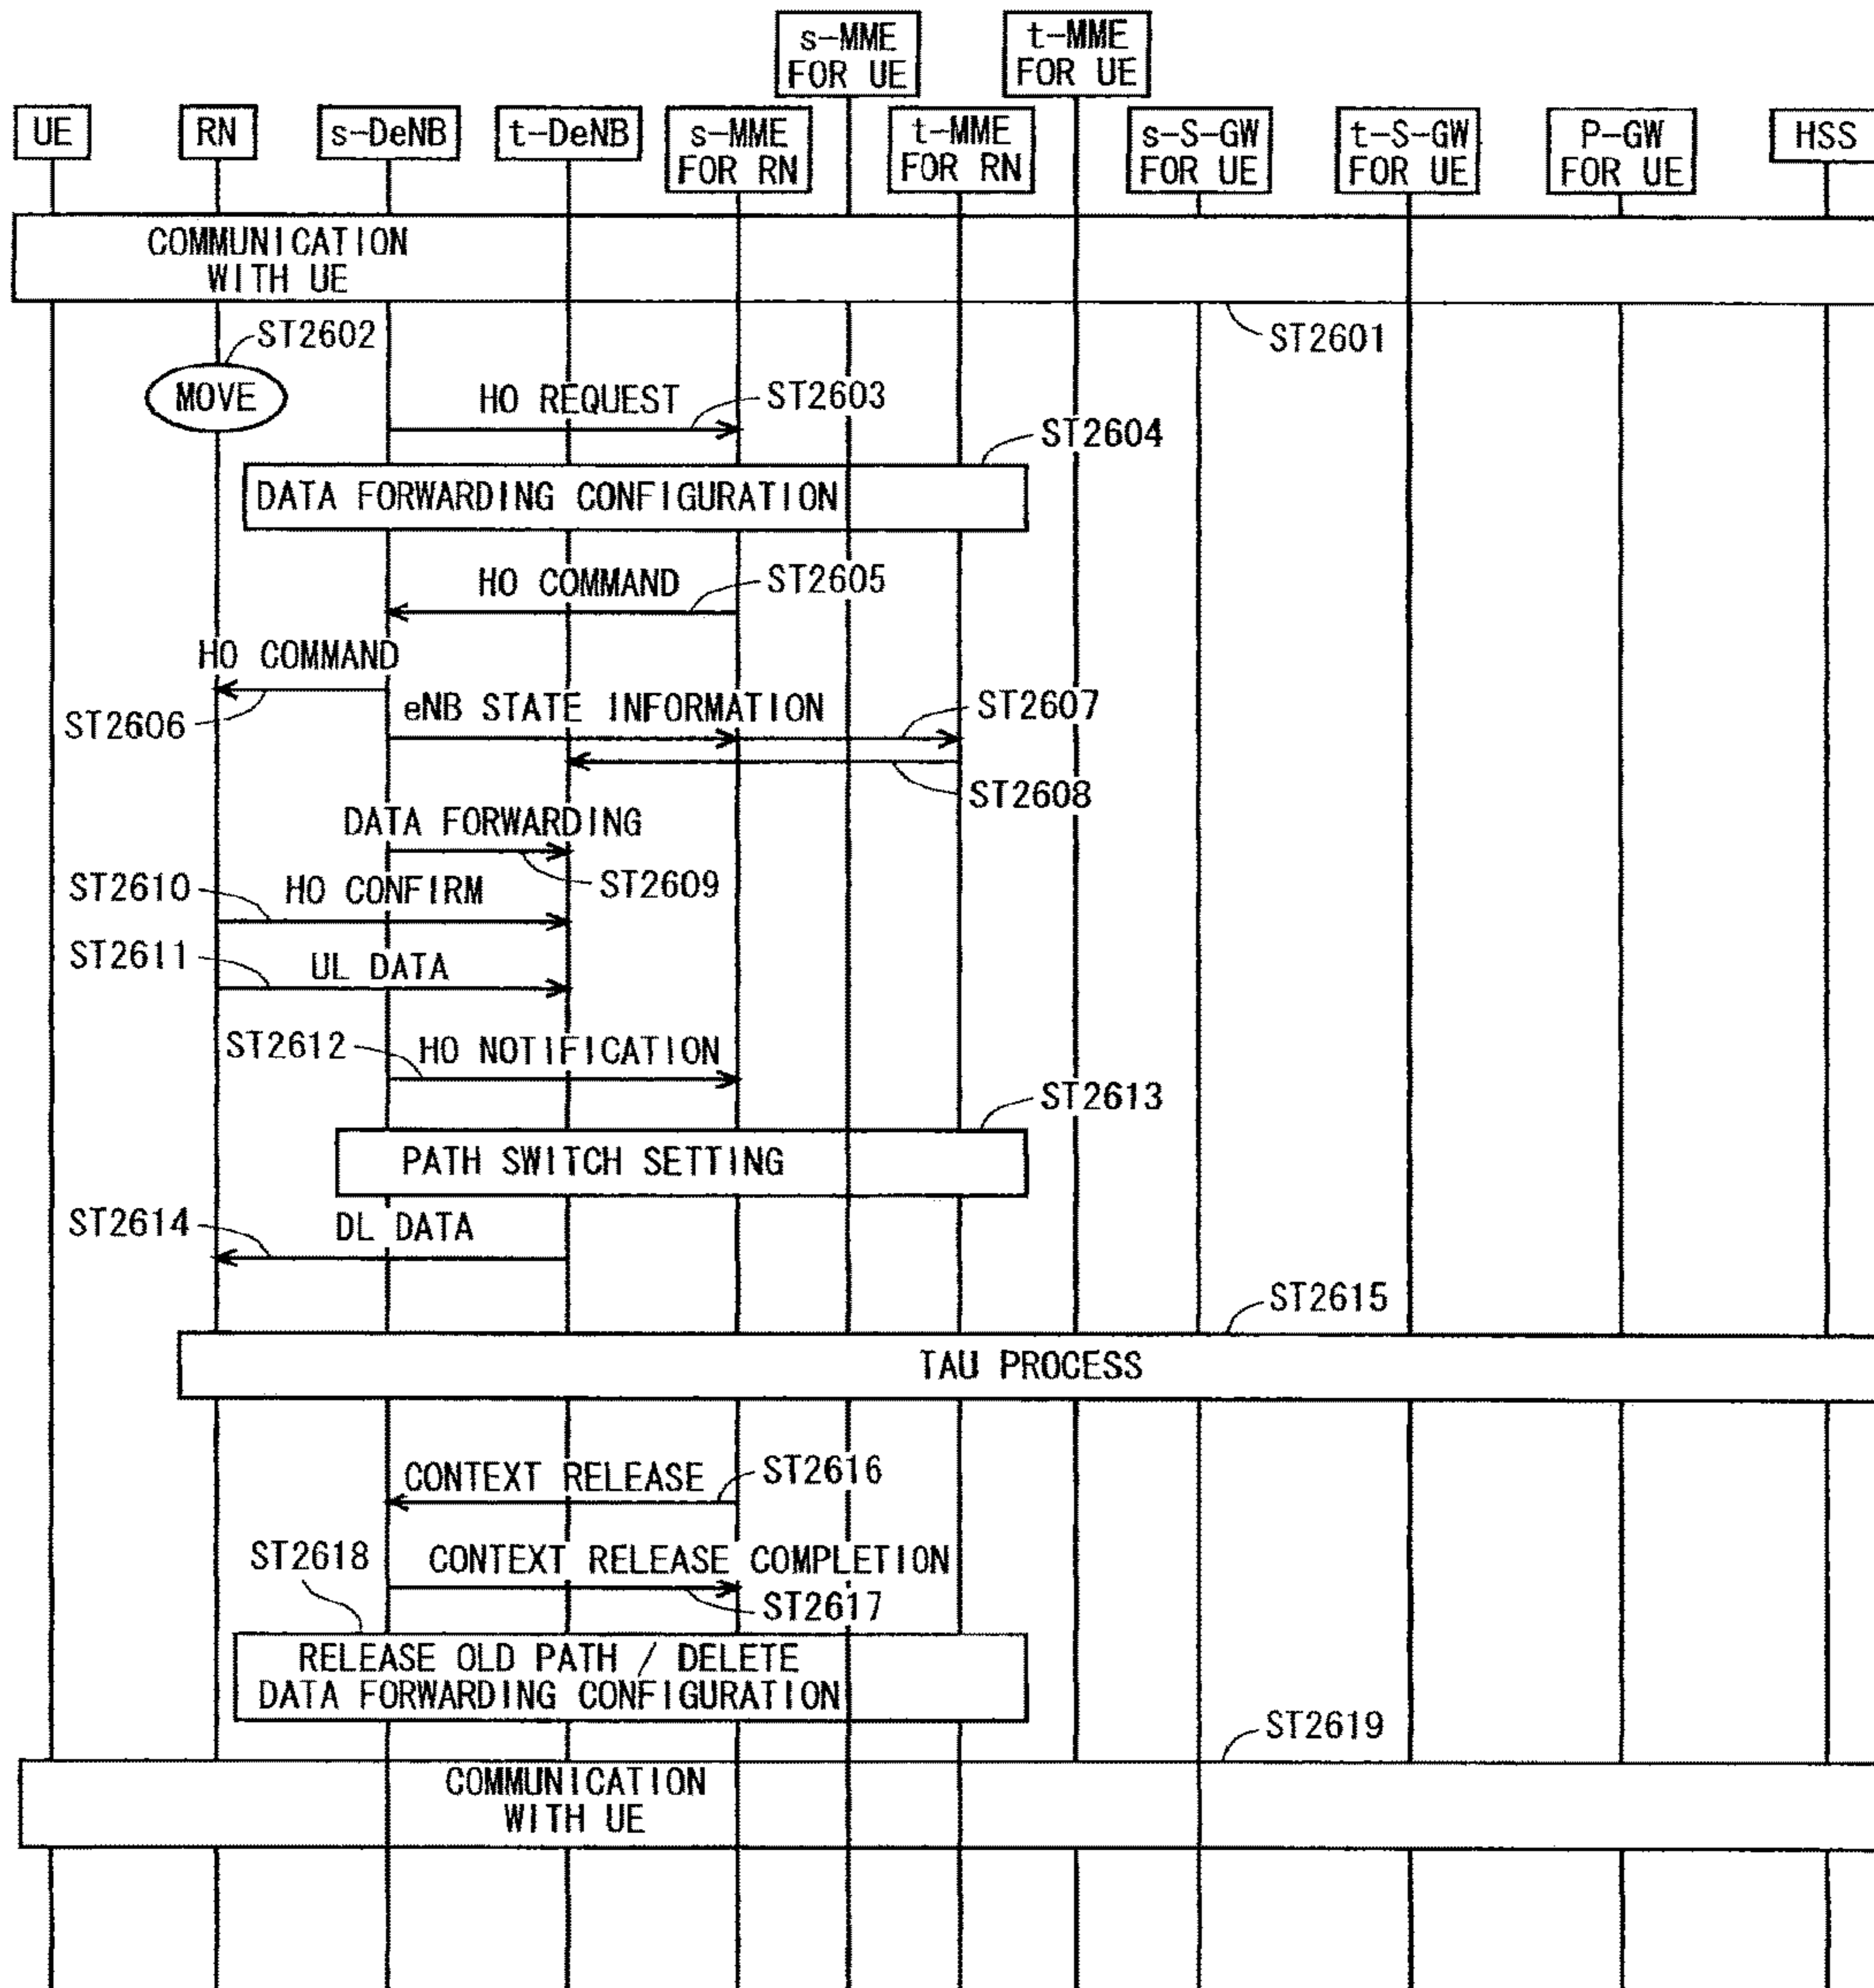 s-MME
FOR UE
t-MME
FOR UE
UE
RN
s-DeNB
t-DeNB
s-MME
FOR RN
t-MME
FOR RN
s-S-GW
FOR UE
t-S-GW
FOR UE
P-GW
FOR UE
HSS
COMMUNICATION
WITH UE
ST2601
ST2602
MOVE
HO REQUEST
ST2603
ST2604
DATA FORWARDING CONFIGURATION
HO COMMAND
ST2605
HO COMMAND
ST2606
eNB STATE INFORMATION
ST2607
ST2608
DATA FORWARDING
ST2609
ST2610
HO CONFIRM
ST2611
UL DATA
ST2612
HO NOTIFICATION
ST2613
PATH SWITCH SETTING
ST2614
DL DATA
ST2615
TAU PROCESS
CONTEXT RELEASE
ST2616
ST2618
CONTEXT RELEASE COMPLETION
ST2617
RELEASE OLD PATH / DELETE
DATA FORWARDING CONFIGURATION
ST2619
COMMUNICATION
WITH UE